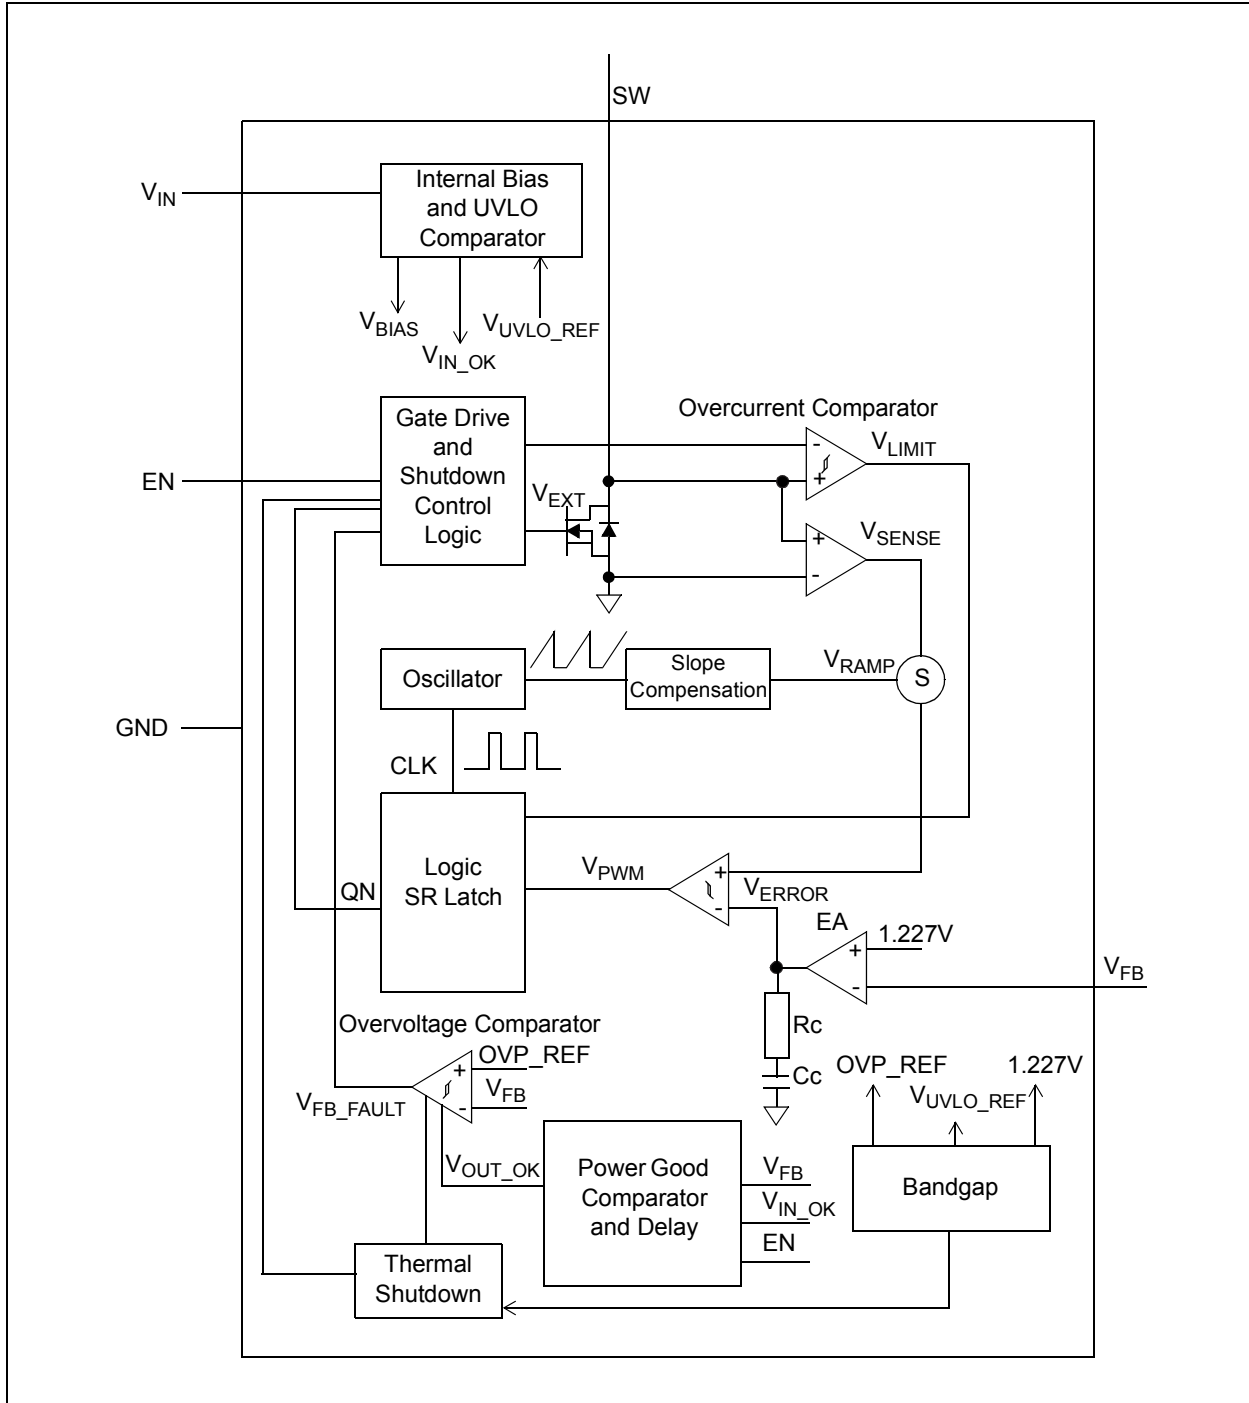 SW
V_IN
Internal Bias
and UVLO
Comparator
V_BIAS
V_IN_OK
V_UVLO_REF
Overcurrent Comparator
Gate Drive
and
Shutdown
Control
Logic
EN
V_EXT
-
+
V_LIMIT
+
-
V_SENSE
Oscillator
Slope
Compensation
V_RAMP
S
GND
CLK
Logic
SR Latch
QN
V_PWM
+
-
V_ERROR
EA
+
-
1.227V
V_FB
Rc
Cc
Overvoltage Comparator
+
-
OVP_REF
V_FB
V_FB_FAULT
V_OUT_OK
Power Good
Comparator
and Delay
V_FB
V_IN_OK
EN
OVP_REF
V_UVLO_REF
1.227V
Bandgap
Thermal
Shutdown